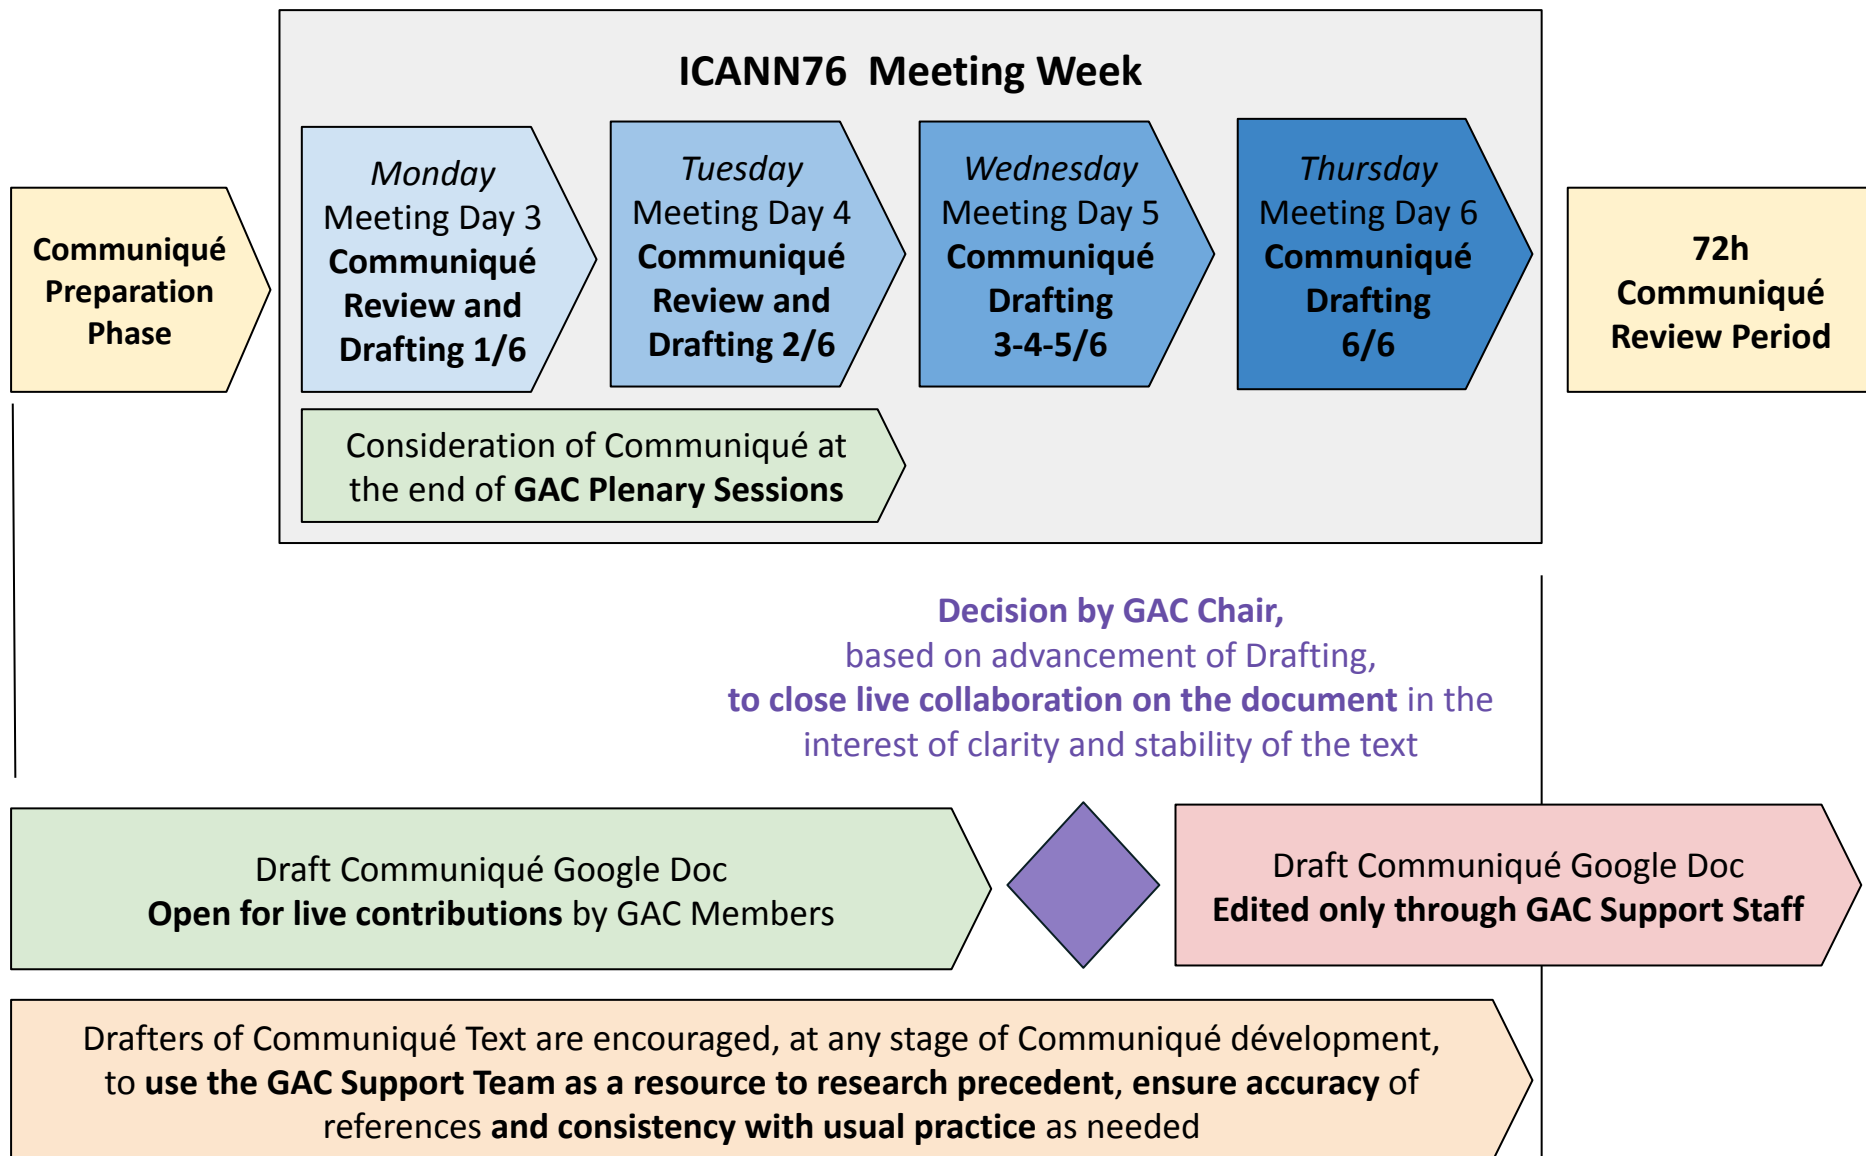 ICANN76  Meeting Week
Communiqué
Preparation
Phase
Monday
Meeting Day 3
Communiqué
Review and
Drafting 1/6
Tuesday
Meeting Day 4
Communiqué
Review and
Drafting 2/6
Wednesday
Meeting Day 5
Communiqué
Drafting
3-4-5/6
Thursday
Meeting Day 6
Communiqué
Drafting
6/6
72h
Communiqué
Review Period
Consideration of Communiqué at
the end of GAC Plenary Sessions
Decision by GAC Chair,
based on advancement of Drafting,
to close live collaboration on the document in the
interest of clarity and stability of the text
Draft Communiqué Google Doc
Open for live contributions by GAC Members
Draft Communiqué Google Doc
Edited only through GAC Support Staff
Drafters of Communiqué Text are encouraged, at any stage of Communiqué dévelopment,
to use the GAC Support Team as a resource to research precedent, ensure accuracy of
references and consistency with usual practice as needed